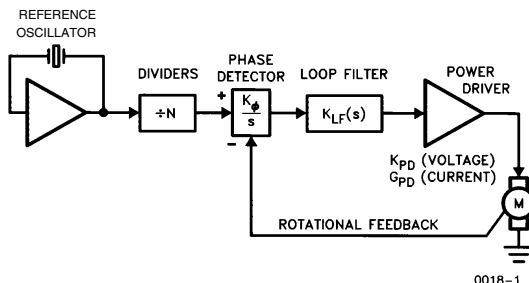 REFERENCE
OSCILLATOR
DIVIDERS
÷N
PHASE
DETECTOR
+
Kϕ
s
−
LOOP FILTER
KLF(s)
POWER
DRIVER
KPD (VOLTAGE)
GPD (CURRENT)
M
ROTATIONAL FEEDBACK
0018-1